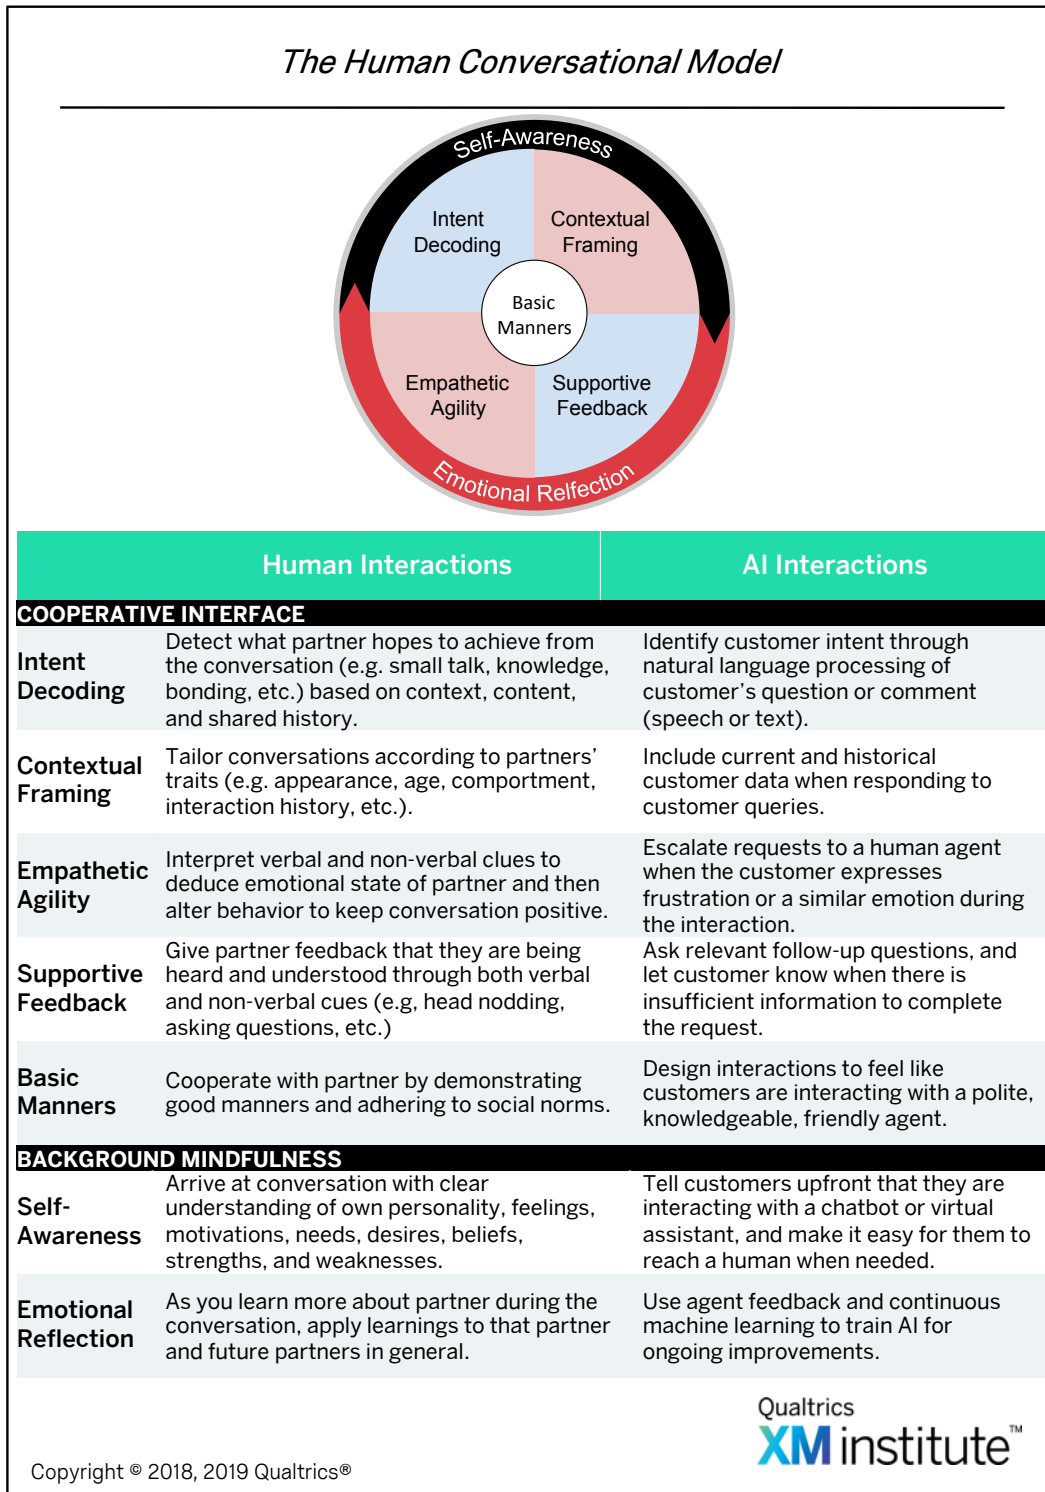 The Human Conversational Model
Self-Awareness
Intent
Decoding
Contextual
Framing
Basic
Manners
Empathetic
Agility
Supportive
Feedback
Emotional Relfection
Human Interactions
AI Interactions
COOPERATIVE INTERFACE
Intent
Decoding
Detect what partner hopes to achieve from
the conversation (e.g. small talk, knowledge,
bonding, etc.) based on context, content,
and shared history.
Identify customer intent through
natural language processing of
customer’s question or comment
(speech or text).
Contextual
Framing
Tailor conversations according to partners’
traits (e.g. appearance, age, comportment,
interaction history, etc.).
Include current and historical
customer data when responding to
customer queries.
Empathetic
Agility
Interpret verbal and non-verbal clues to
deduce emotional state of partner and then
alter behavior to keep conversation positive.
Escalate requests to a human agent
when the customer expresses
frustration or a similar emotion during
the interaction.
Supportive
Feedback
Give partner feedback that they are being
heard and understood through both verbal
and non-verbal cues (e.g, head nodding,
asking questions, etc.)
Ask relevant follow-up questions, and
let customer know when there is
insufficient information to complete
the request.
Basic
Manners
Cooperate with partner by demonstrating
good manners and adhering to social norms.
Design interactions to feel like
customers are interacting with a polite,
knowledgeable, friendly agent.
BACKGROUND MINDFULNESS
Self-
Awareness
Arrive at conversation with clear
understanding of own personality, feelings,
motivations, needs, desires, beliefs,
strengths, and weaknesses.
Tell customers upfront that they are
interacting with a chatbot or virtual
assistant, and make it easy for them to
reach a human when needed.
Emotional
Reflection
As you learn more about partner during the
conversation, apply learnings to that partner
and future partners in general.
Use agent feedback and continuous
machine learning to train AI for
ongoing improvements.
Qualtrics
XM institute™
Copyright © 2018, 2019 Qualtrics®